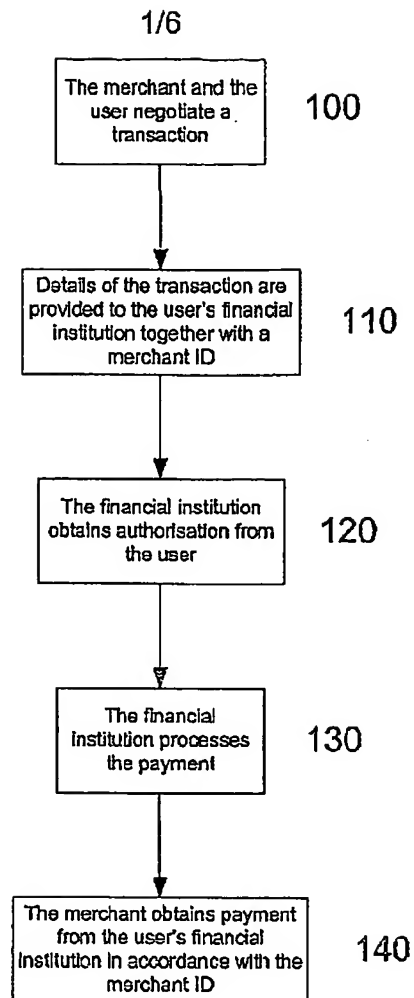 1/6
The merchant and the
user negotiate a
transaction
100
Details of the transaction are
provided to the user's financial
institution together with a
merchant ID
110
The financial institution
obtains authorisation from
the user
120
The financial
institution processes
the payment
130
The merchant obtains payment
from the user's financial
institution in accordance with the
merchant ID
140